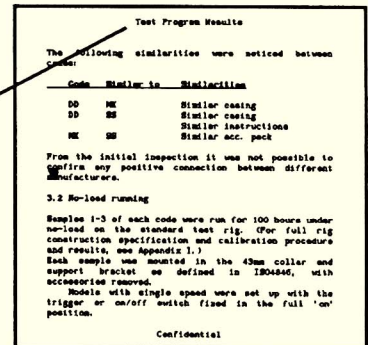 Test Program Results
The following similarities were noticed between
codes:
Code Similar to Similarities
DD MK Similar casing
DD SS Similar casing
Similar instructions
MK SS Similar acc. pack
From the initial inspection it was not possible to
confirm any positive connection between different
manufacturers.
3.2 No-load running
Samples 1-3 of each code were run for 100 hours under
no-load on the standard test rig. (For full rig
construction specification and calibration procedure
and results, see Appendix I.)
Each sample was mounted in the 43mm collar and
support bracket as defined in ISO4846, with
accessories removed.
Models with single speed were set up with the
trigger or on/off switch fixed in the full 'on'
position.
Confidential